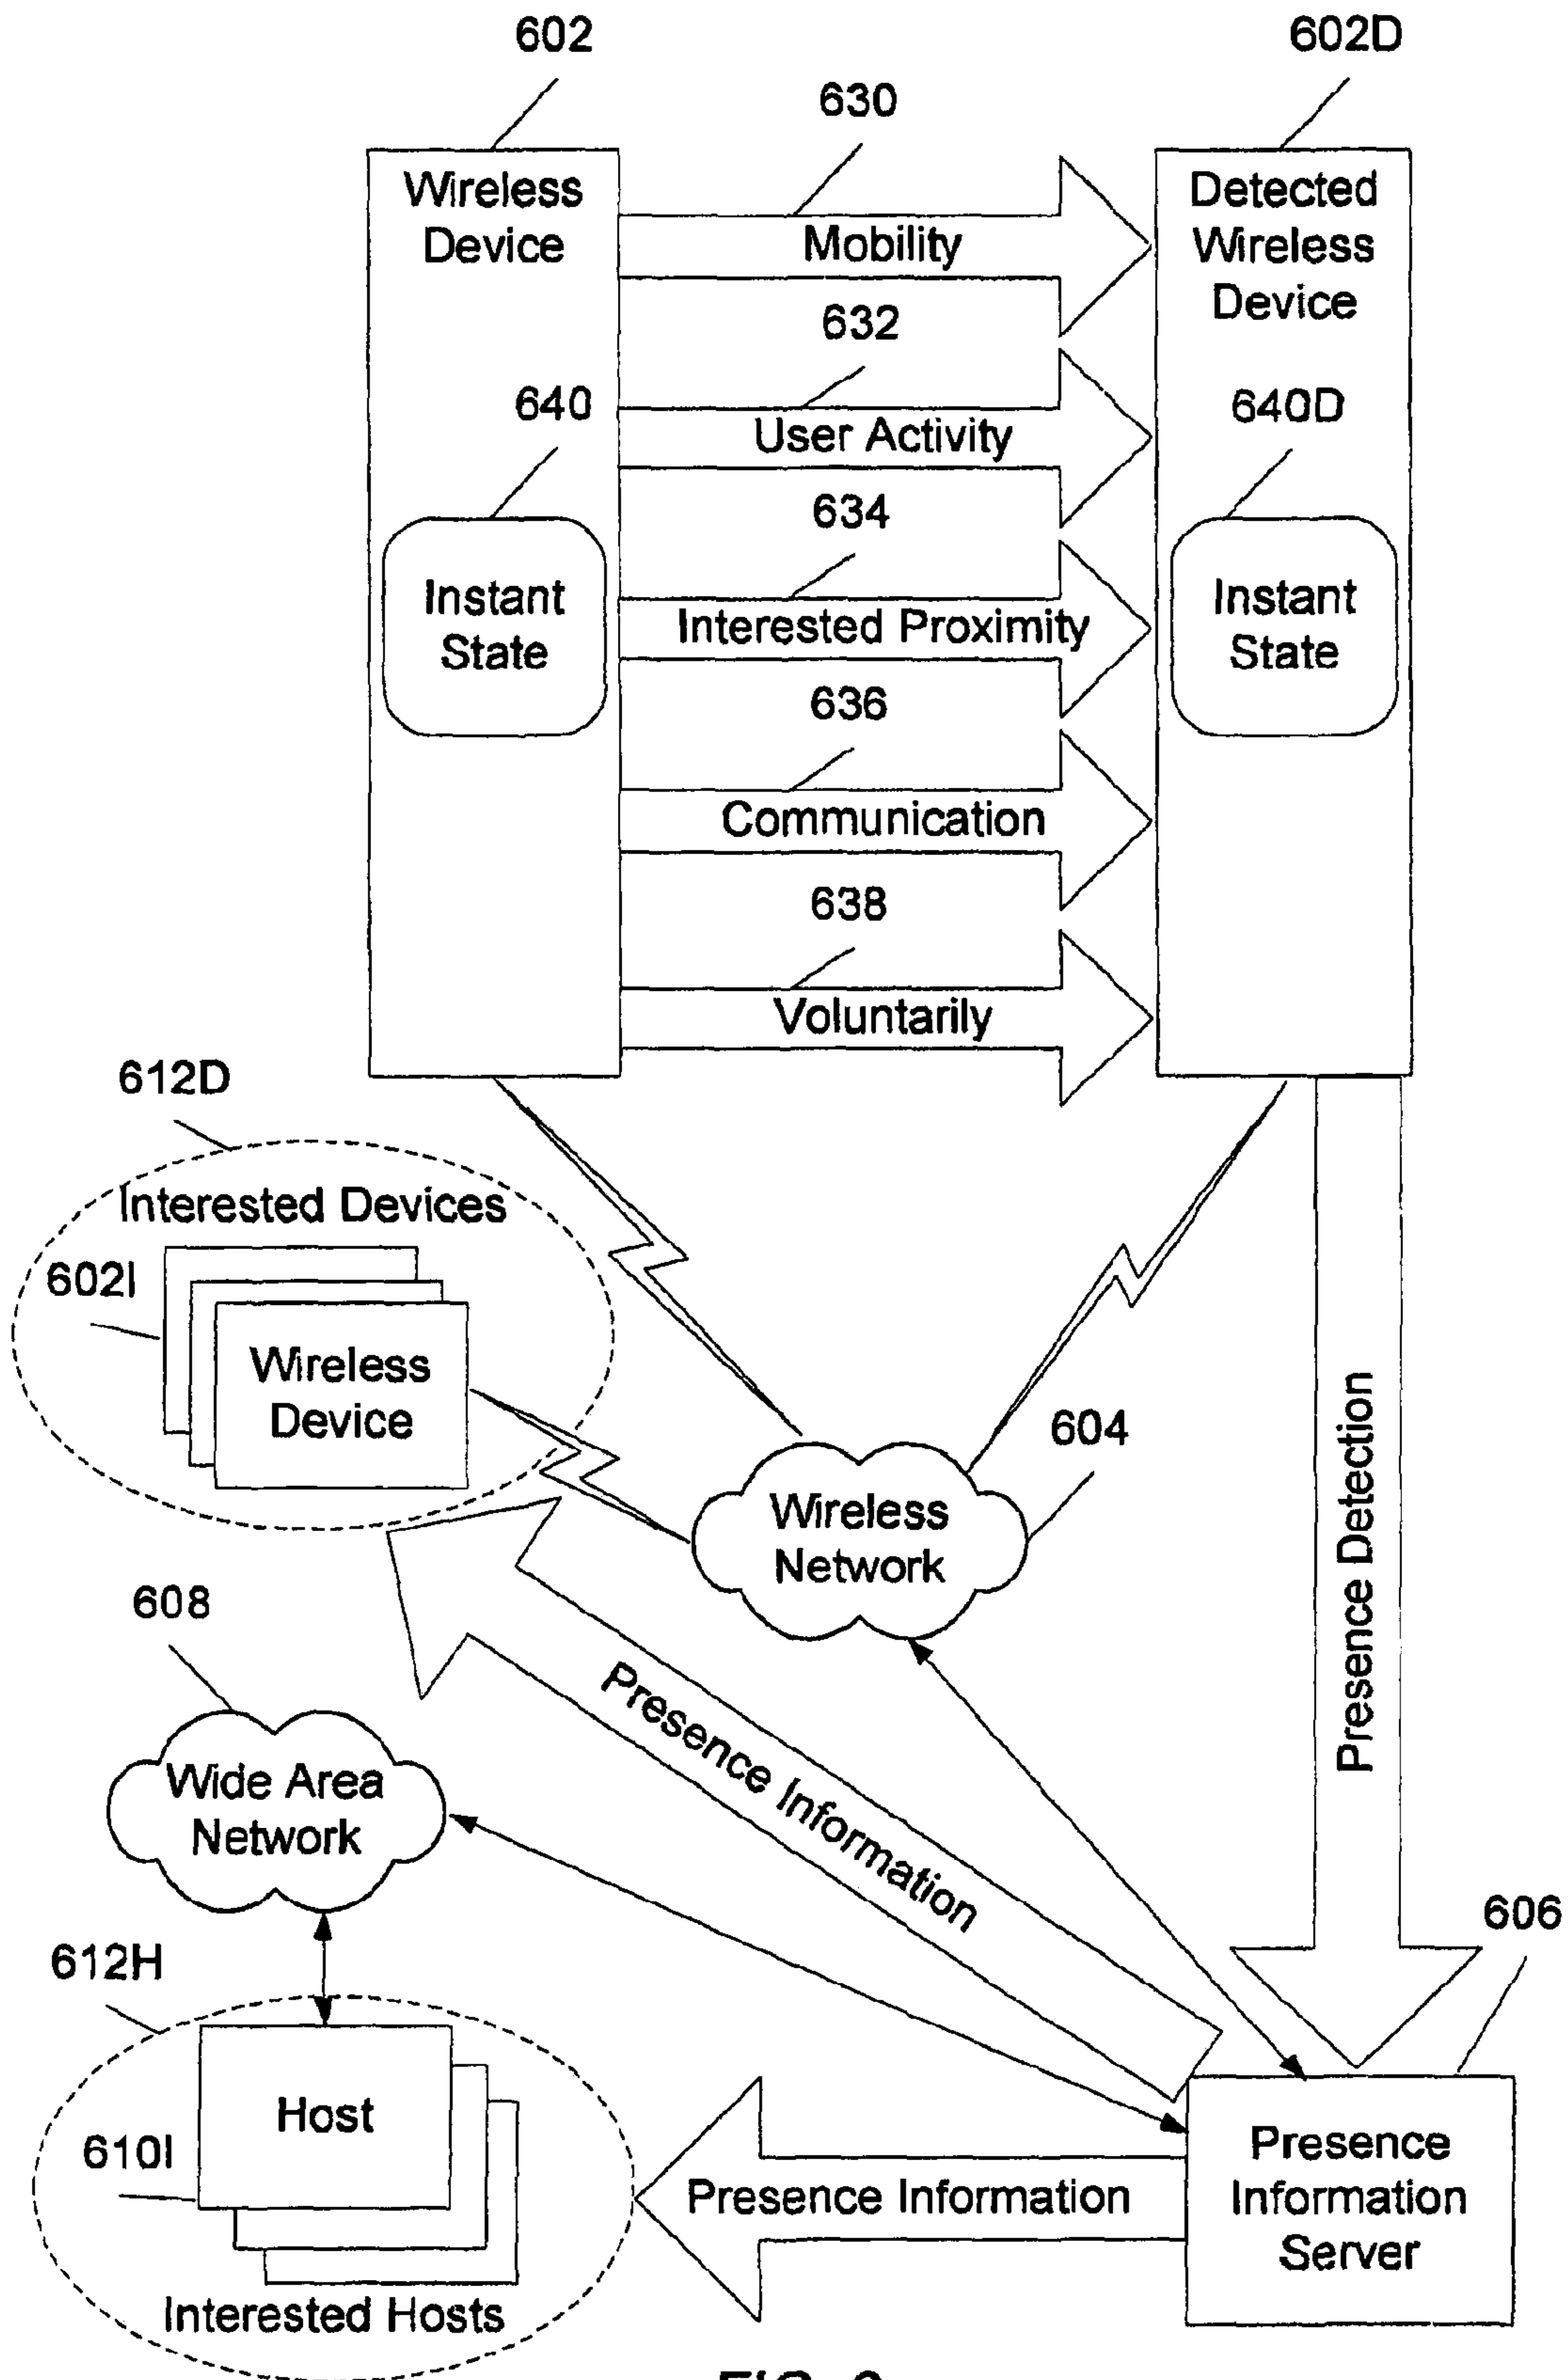 602
602D
630
Wireless
Device
Detected
Wireless
Device
Mobility
632
640
640D
User Activity
634
Instant
State
Instant
State
Interested Proximity
636
Communication
638
Voluntarily
612D
Interested Devices
602I
Wireless
Device
604
Wireless
Network
Presence Detection
608
Presence Information
Wide Area
Network
606
612H
Host
610I
Presence Information
Presence
Information
Server
Interested Hosts